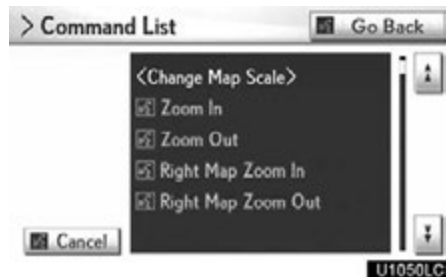 > Command List
Go Back
<Change Map Scale>
Zoom In
Zoom Out
Right Map Zoom In
Right Map Zoom Out
Cancel
U1050LC